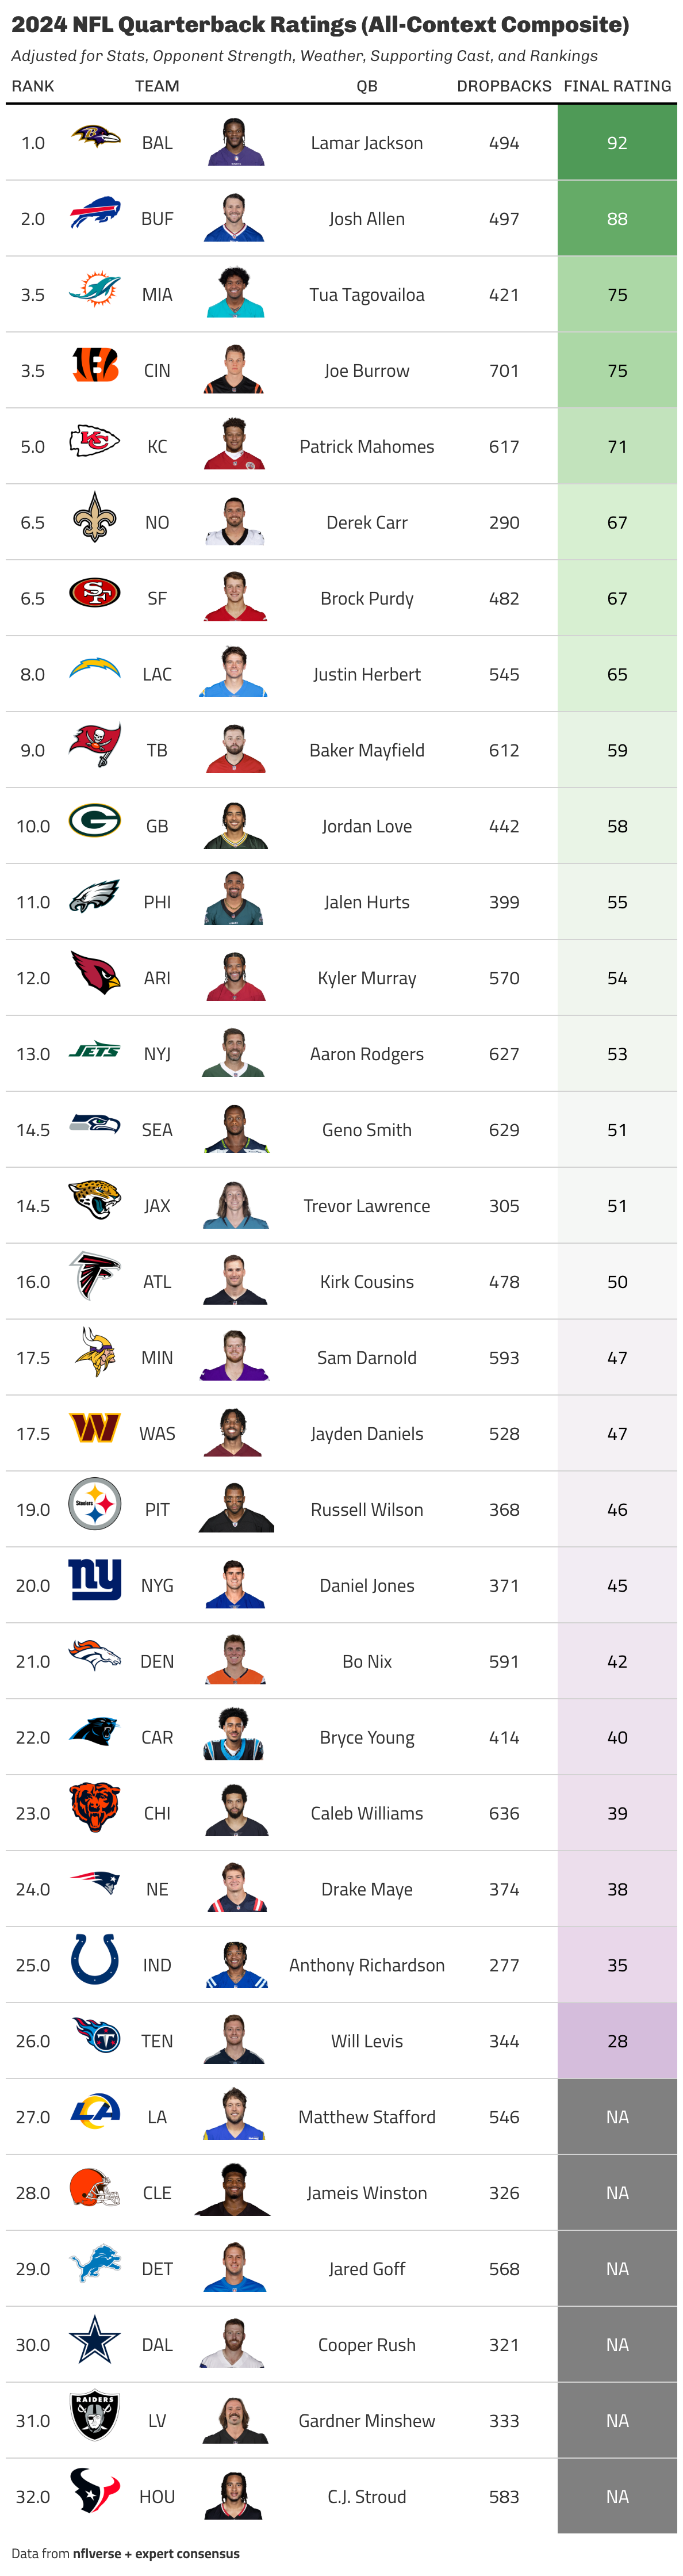 2024 NFL Quarterback Ratings (All-Context Composite)
Adjusted for Stats, Opponent Strength, Weather, Supporting Cast, and Rankings
RANK TEAM QB DROPBACKS FINAL RATING
1.0 BAL Lamar Jackson 494 92
2.0 BUF Josh Allen 497 88
3.5 MIA Tua Tagovailoa 421 75
3.5 CIN Joe Burrow 701 75
5.0 KC Patrick Mahomes 617 71
6.5 NO Derek Carr 290 67
6.5 SF Brock Purdy 482 67
8.0 LAC Justin Herbert 545 65
9.0 TB Baker Mayfield 612 59
10.0 GB Jordan Love 442 58
11.0 PHI Jalen Hurts 399 55
12.0 ARI Kyler Murray 570 54
13.0 JETS NYJ Aaron Rodgers 627 53
14.5 SEA Geno Smith 629 51
14.5 JAX Trevor Lawrence 305 51
16.0 ATL Kirk Cousins 478 50
17.5 MIN Sam Darnold 593 47
17.5 W WAS Jayden Daniels 528 47
19.0 Steelers PIT Russell Wilson 368 46
20.0 ny NYG Daniel Jones 371 45
21.0 DEN Bo Nix 591 42
22.0 CAR Bryce Young 414 40
23.0 CHI Caleb Williams 636 39
24.0 NE Drake Maye 374 38
25.0 IND Anthony Richardson 277 35
26.0 T TEN Will Levis 344 28
27.0 LA LA Matthew Stafford 546 NA
28.0 CLE Jameis Winston 326 NA
29.0 DET Jared Goff 568 NA
30.0 DAL Cooper Rush 321 NA
31.0 RAIDERS LV Gardner Minshew 333 NA
32.0 HOU C.J. Stroud 583 NA
Data from nflverse + expert consensus